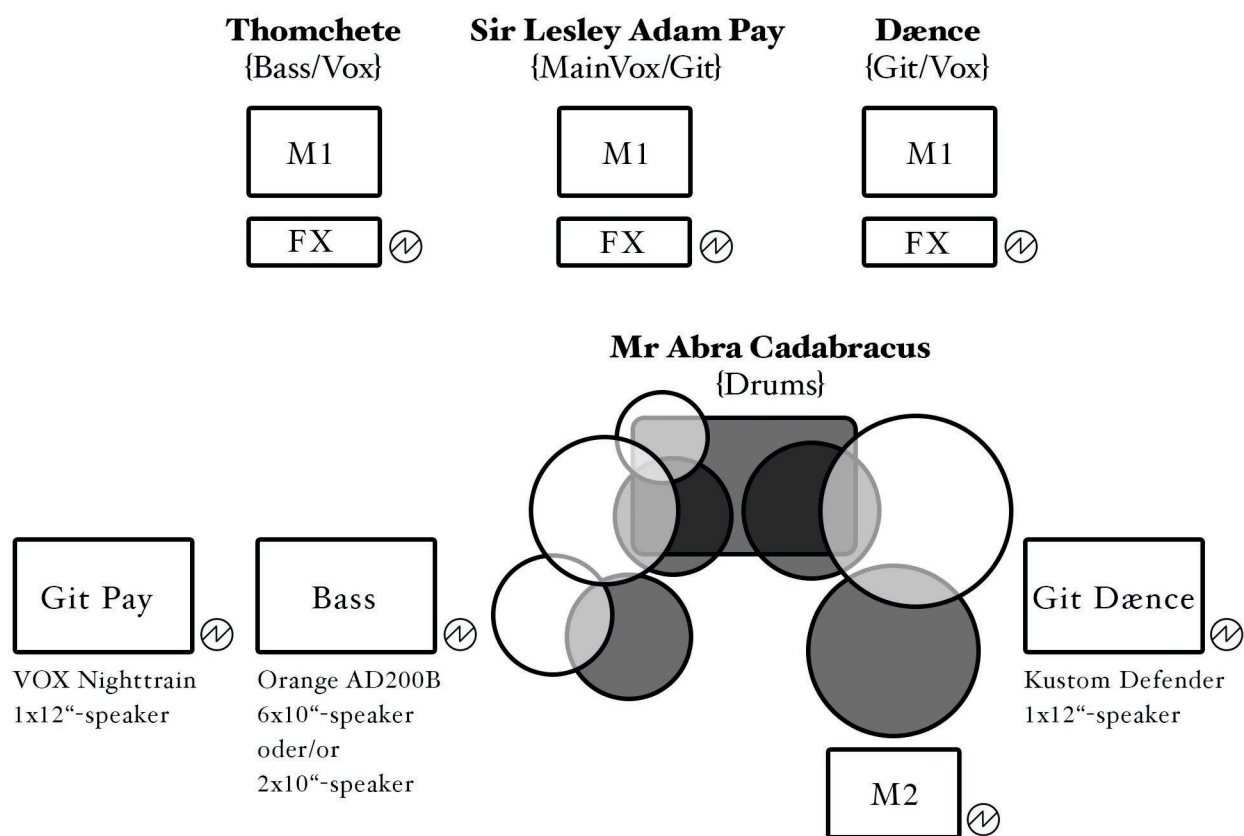 Thomchete
{Bass/Vox}
Sir Lesley Adam Pay
{MainVox/Git}
Dænce
{Git/Vox}
M1
M1
M1
FX
FX
FX
Mr Abra Cadabracus
{Drums}
Git Pay
Bass
Git Dænce
VOX Nighttrain
1x12“-speaker
Orange AD200B
6x10“-speaker
oder/or
2x10“-speaker
Kustom Defender
1x12“-speaker
M2